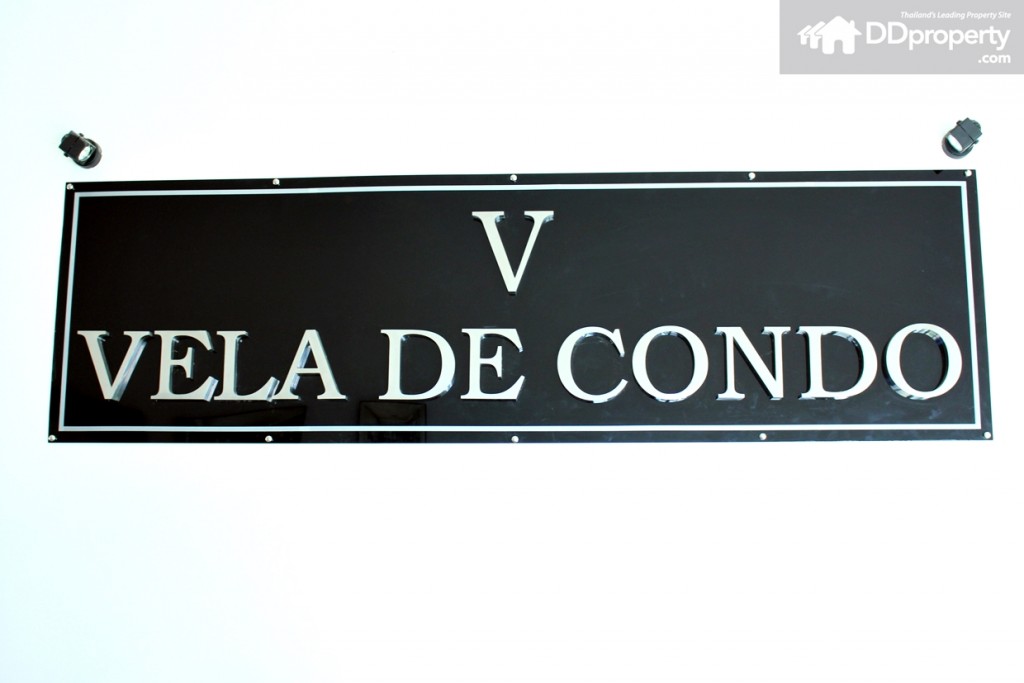 Thailand's Leading Property Site
DDproperty
.com
V
VELA DE CONDO